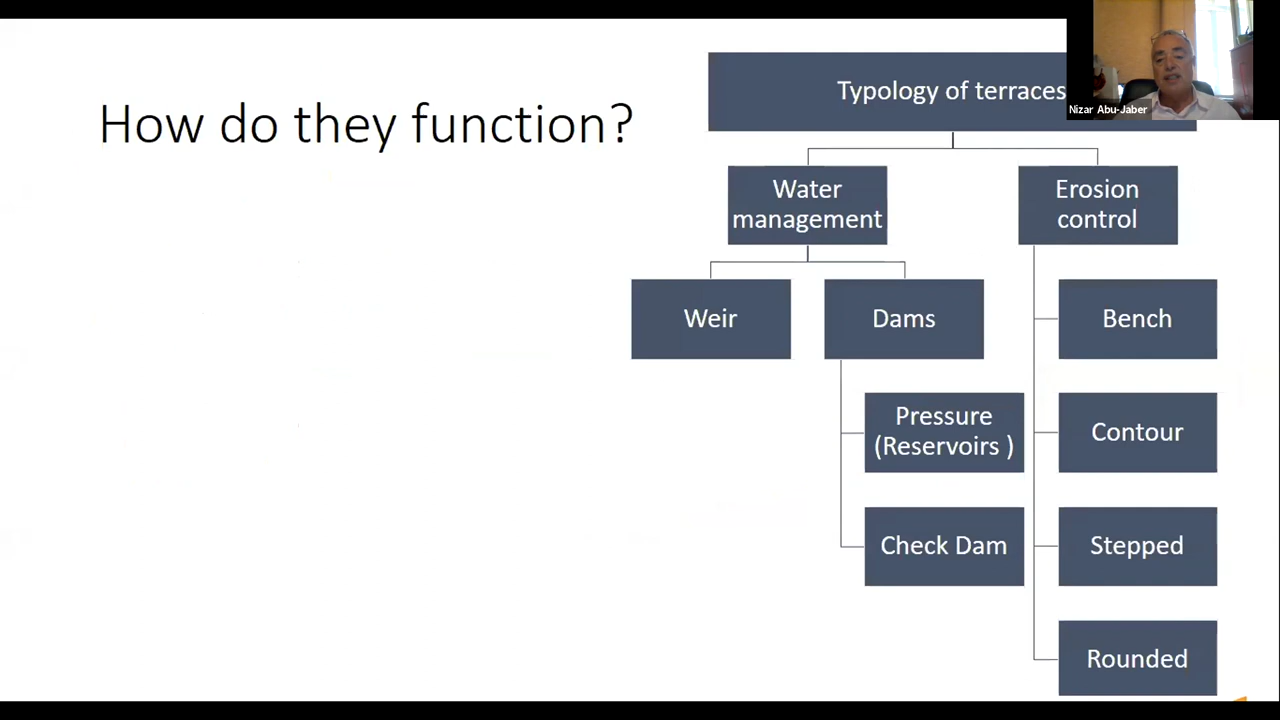 How do they function?
Typology of terraces
Nizar Abu-Jaber
Water
management
Erosion
control
Weir
Dams
Bench
Pressure
(Reservoirs )
Contour
Check Dam
Stepped
Rounded